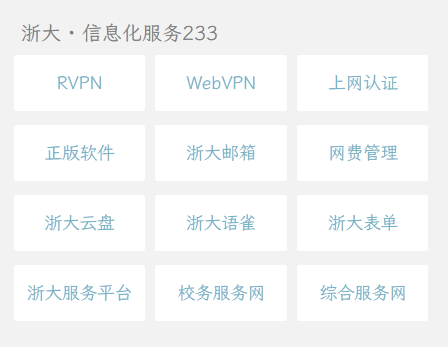 浙大·信息化服务233
RVPN WebVPN 上网认证
正版软件 浙大邮箱 网费管理
浙大云盘 浙大语雀 浙大表单
浙大服务平台 校务服务网 综合服务网